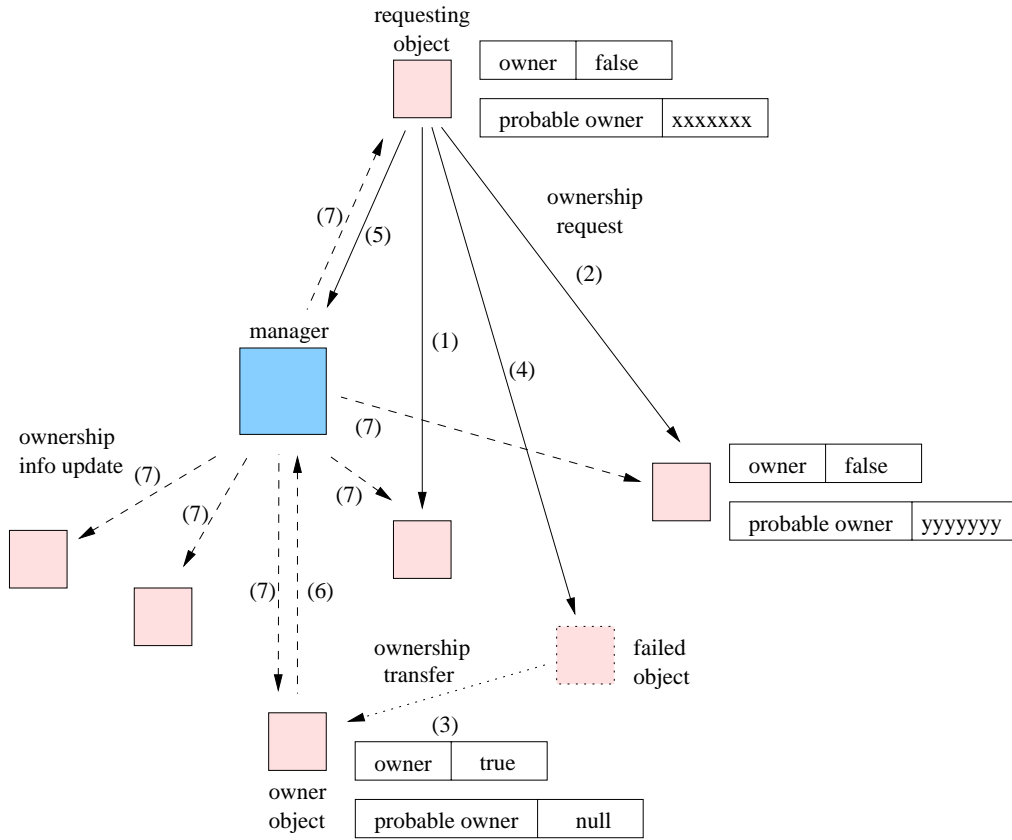 requesting
object
owner false
probable owner xxxxxxx
ownership
request
(7)
(5)
(2)
manager
(1)
(4)
(7)
ownership
info update
(7)
(7)
(7)
owner false
probable owner yyyyyyy
(7)
(6)
ownership
transfer
failed
object
(3)
owner true
owner
object
probable owner null